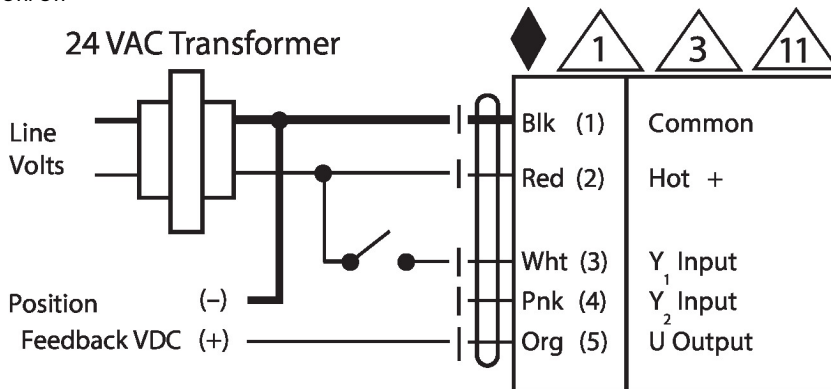 24 VAC Transformer
1 3 11
Line
Volts
Blk (1) Common
Red (2) Hot +
Wht (3) Y1 Input
Pnk (4) Y2 Input
Org (5) U Output
Position (–)
Feedback VDC (+)